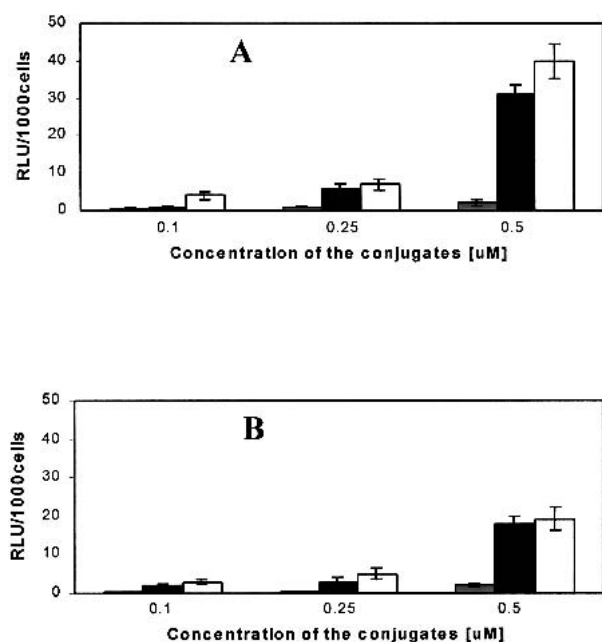 A
RLU/1000cells
50
40
30
20
10
0
0.1 0.25 0.5
Concentration of the conjugates [uM]
B
RLU/1000cells
50
40
30
20
10
0
0.1 0.25 0.5
Concentration of the conjugates [uM]